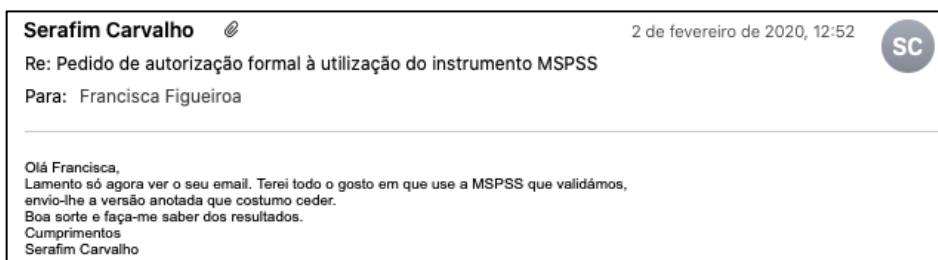 Serafim Carvalho
2 de fevereiro de 2020, 12:52
SC
Re: Pedido de autorização formal à utilização do instrumento MSPSS
Para: Francisca Figueiroa
Olá Francisca,
Lamento só agora ver o seu email. Terei todo o gosto em que use a MSPSS que validámos,
envio-lhe a versão anotada que costumo ceder.
Boa sorte e faça-me saber dos resultados.
Cumprimentos
Serafim Carvalho